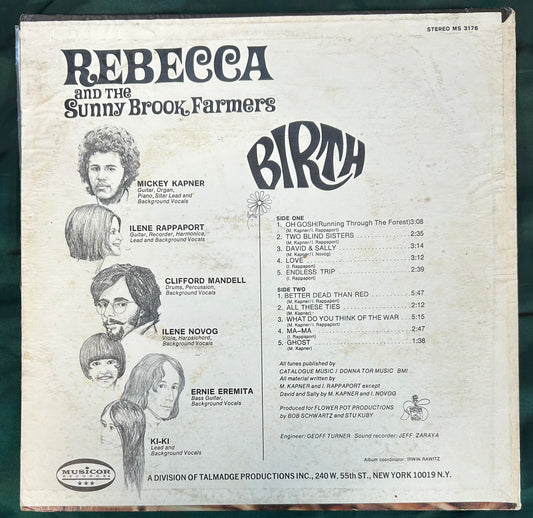 STEREO MS 3176
REBECCA
AND THE
Sunny Brook Farmers
BIRTH
MICKEY KAPNER
Guitar, Organ,
Piano, Sitar Lead and
Background Vocals
ILENE RAPPAPORT
Guitar, Recorder, Harmonica,
Lead and Background Vocals
CLIFFORD MANDELL
Drums, Percussion,
Background Vocals
ILENE NOVOG
Viola, Harpsichord,
Background Vocals
ERNIE EREMITA
Bass Guitar,
Background Vocals
KI-KI
Lead and
Background Vocals
SIDE ONE
1. OH GOSH(Running Through The Forest)3:08
(M. Kapner/I. Rappaport)
2. TWO BLIND SISTERS 2:35
(M. Kapner/I. Rappaport)
3. DAVID & SALLY 3:14
(M. Kapner/I. Novog)
4. LOVE 3:12
(I. Rappaport)
5. ENDLESS TRIP 2:39
(I. Rappaport)
SIDE TWO
1. BETTER DEAD THAN RED 5:47
(M. Kapner/I. Rappaport)
2. ALL THESE TIES 2:12
(M. Kapner)
3. WHAT DO YOU THINK OF THE WAR 5:15
(M. Kapner/I. Rappaport)
4. MA-MA 2:47
(I. Rappaport)
5. GHOST 1:38
(M. Kapner)
All tunes published by
CATALOGUE MUSIC / DONNA TOR MUSIC BMI
All material written by
M. KAPNER and I. RAPPAPORT except
David and Sally by M. KAPNER and I. NOVOG
Produced for FLOWER POT PRODUCTIONS
by BOB SCHWARTZ and STU KUBY
Engineer: GEOFF TURNER Sound recorder: JEFF ZARAYA
Album coordinator: IRWIN RAWITZ
MUSICOR
RECORDS
A DIVISION OF TALMADGE PRODUCTIONS INC., 240 W. 55th ST., NEW YORK 10019 N.Y.